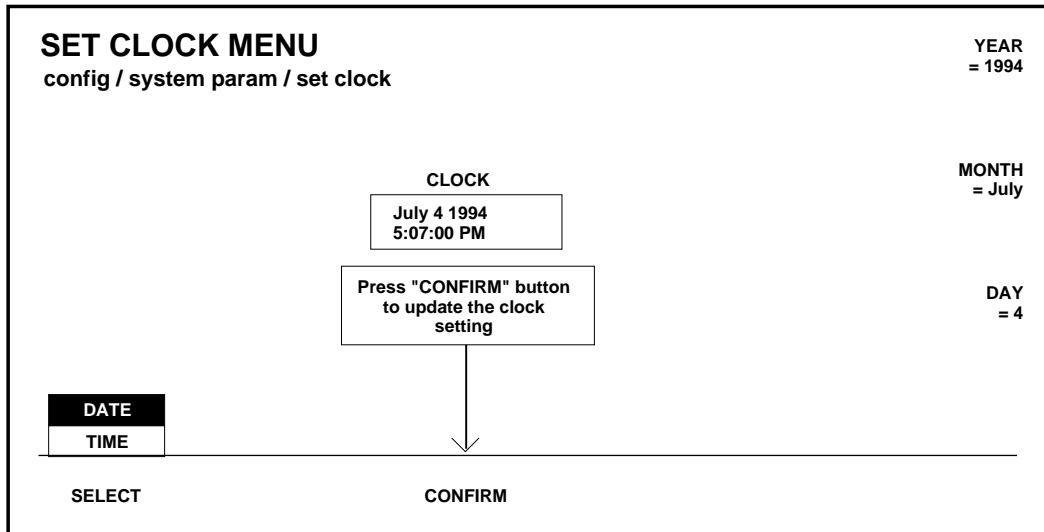 SET CLOCK MENU
config / system param / set clock
YEAR
= 1994
MONTH
= July
CLOCK
July 4 1994
5:07:00 PM
Press "CONFIRM" button
to update the clock
setting
DAY
= 4
DATE
TIME
SELECT
CONFIRM